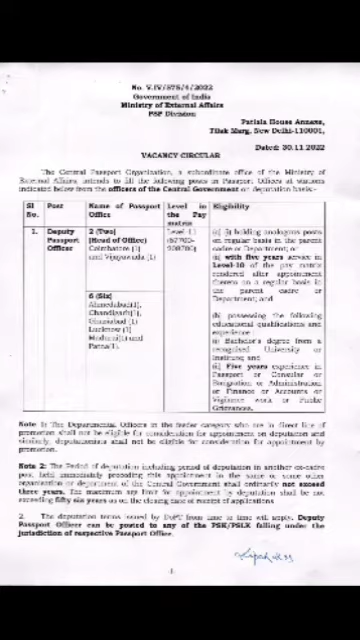 No. V.IV/575/4/2022
Government of India
Ministry of External Affairs
PSP Division
Patiala House Annexe,
Tilak Marg, New Delhi-110001,
Dated: 30.11.2022
VACANCY CIRCULAR
The Central Passport Organization, a subordinate office of the Ministry of
External Affairs, intends to fill the following posts in Passport Offices at stations
indicated below from the officers of the Central Government on deputation basis:-
Sl No. Post Name of Passport Office Level in the Pay matrix Eligibility
1. Deputy Passport Officer
2 (Two)
(Head of Office)
Coimbatore (1)
and Vijayawada (1)
6 (Six)
Ahmedabad(1),
Chandigarh(1),
Ghaziabad (1)
Lucknow (1)
Madurai(1) and
Patna(1).
Level-11
(a) (i) holding analogous posts
on regular basis in the parent
cadre or Department; or
(ii) with five years service in
Level-10 of the pay matrix
rendered after appointment
thereto on a regular basis in
the parent cadre or
Department; and
(b) possessing the following
educational qualifications and
experience :
(i) Bachelor's degree from a
recognised University or
Institute; and
(ii) Five years experience in
Passport or Consular or
Emigration or Administration
or Finance or Accounts or
Vigilance work or Public
Grievances.
Note 1: The Departmental Officers in the feeder category who are in direct line of
promotion shall not be eligible for consideration for appointment on deputation and
similarly, deputationists shall not be eligible for consideration for appointment by
promotion.
Note 2: The Period of deputation including period of deputation in another ex-cadre
post held immediately preceding this appointment in the same or some other
organization or department of the Central Government shall ordinarily not exceed
three years. The maximum age limit for appointment by deputation shall be not
exceeding fifty six years as on the closing date of receipt of applications.
2. The deputation terms issued by DoPT from time to time will apply. Deputy
Passport Officer can be posted to any of the PSK/PSLK falling under the
jurisdiction of respective Passport Officer.
-1-